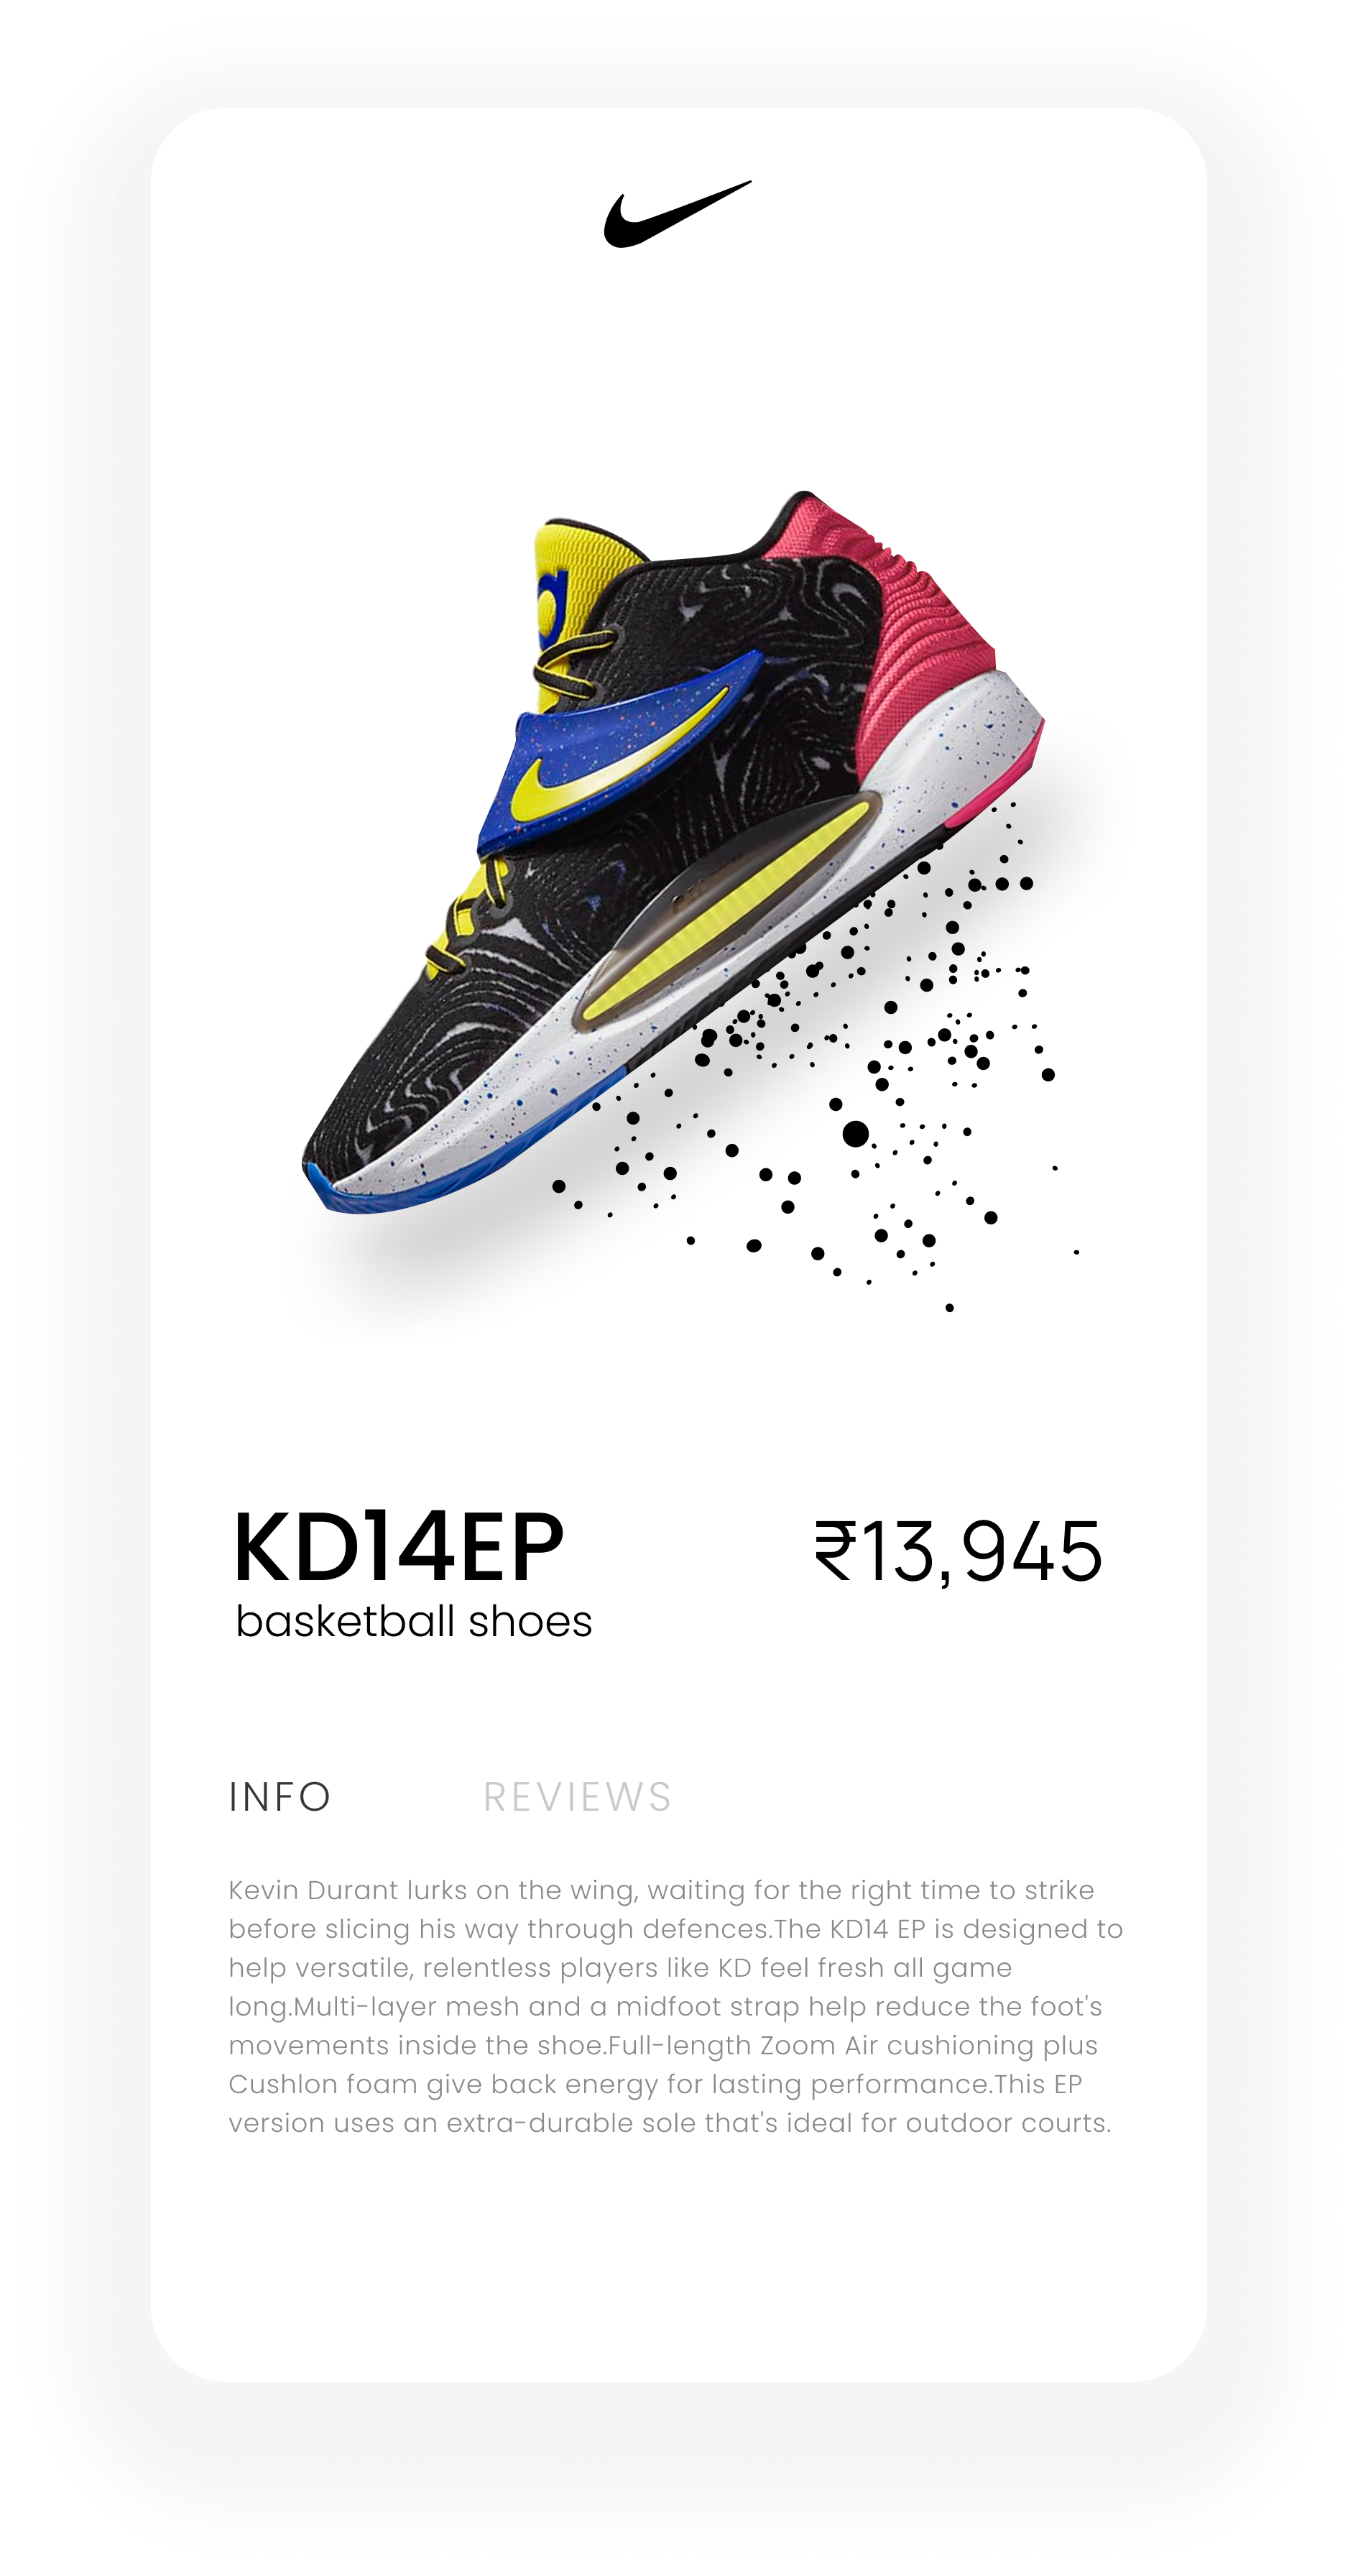 KD14EP
₹13,945
basketball shoes
INFO
REVIEWS
Kevin Durant lurks on the wing, waiting for the right time to strike
before slicing his way through defences.The KD14 EP is designed to
help versatile, relentless players like KD feel fresh all game
long.Multi-layer mesh and a midfoot strap help reduce the foot's
movements inside the shoe.Full-length Zoom Air cushioning plus
Cushlon foam give back energy for lasting performance.This EP
version uses an extra-durable sole that's ideal for outdoor courts.